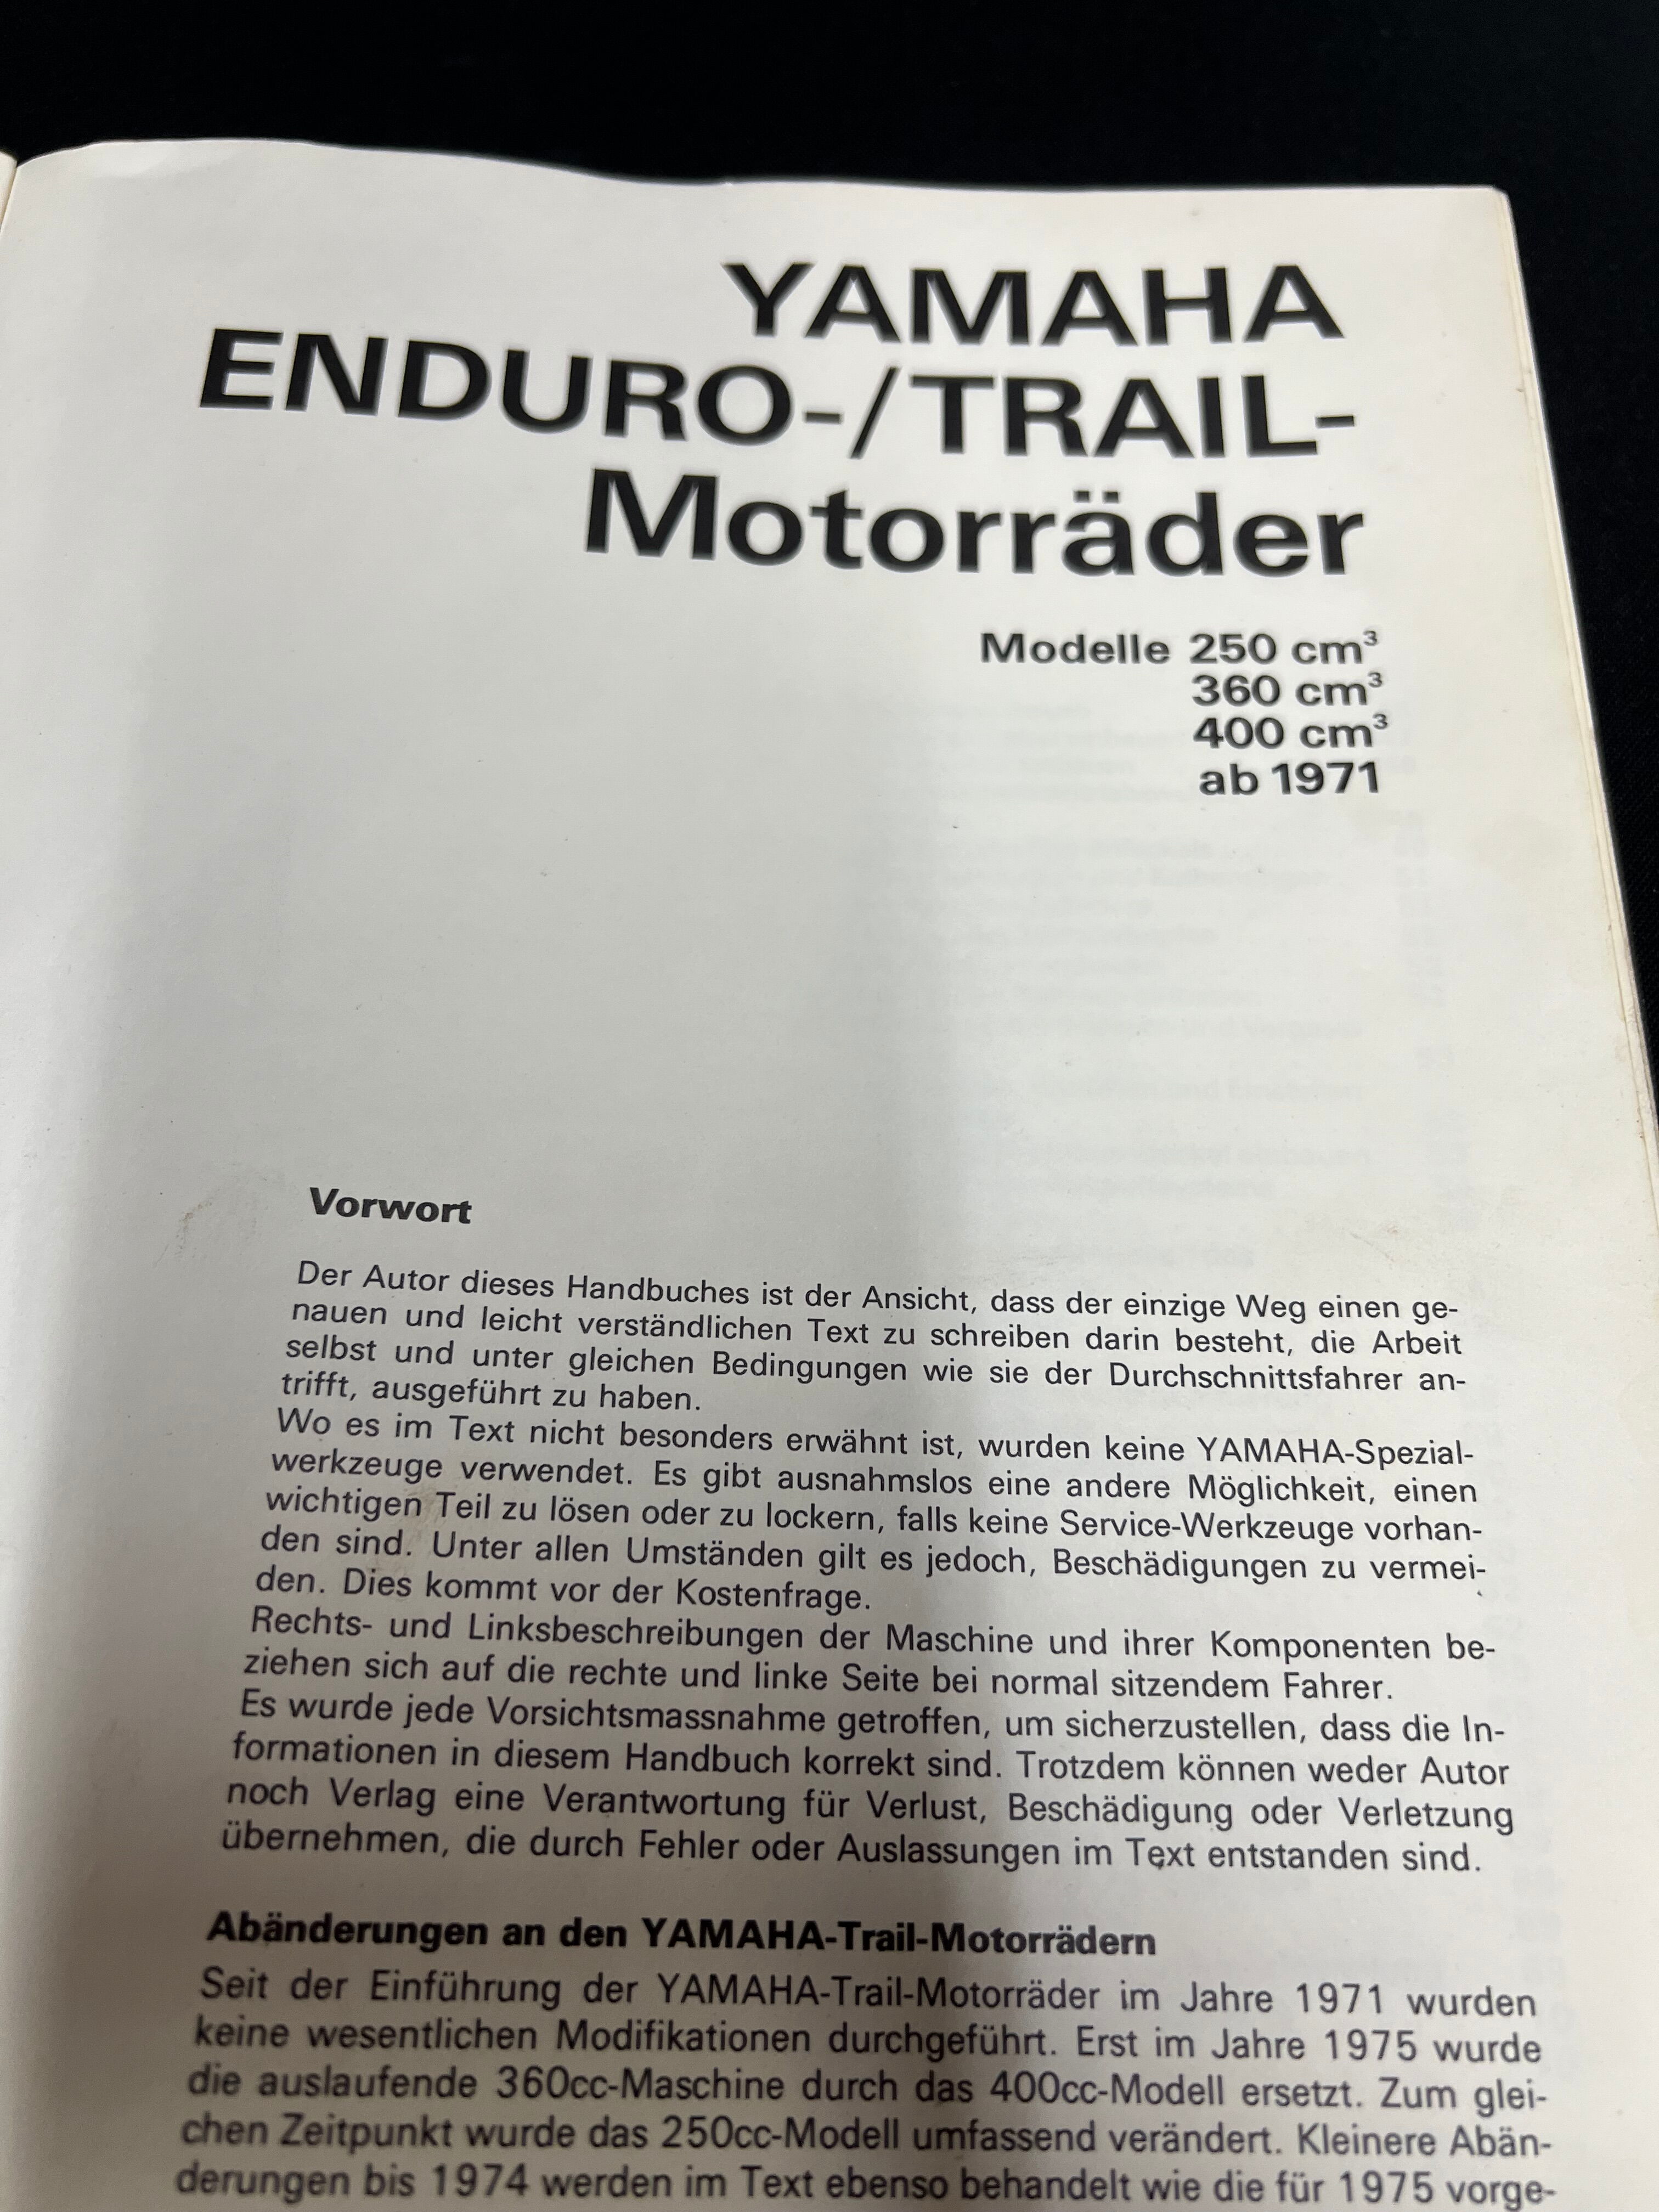 YAMAHA
ENDURO-/TRAIL-
Motorräder
Modelle 250 cm³
360 cm³
400 cm³
ab 1971
Vorwort
Der Autor dieses Handbuches ist der Ansicht, dass der einzige Weg einen ge-
nauen und leicht verständlichen Text zu schreiben darin besteht, die Arbeit
selbst und unter gleichen Bedingungen wie sie der Durchschnittsfahrer an-
trifft, ausgeführt zu haben.
Wo es im Text nicht besonders erwähnt ist, wurden keine YAMAHA-Spezial-
werkzeuge verwendet. Es gibt ausnahmslos eine andere Möglichkeit, einen
wichtigen Teil zu lösen oder zu lockern, falls keine Service-Werkzeuge vorhan-
den sind. Unter allen Umständen gilt es jedoch, Beschädigungen zu vermei-
den. Dies kommt vor der Kostenfrage.
Rechts- und Linksbeschreibungen der Maschine und ihrer Komponenten be-
ziehen sich auf die rechte und linke Seite bei normal sitzendem Fahrer.
Es wurde jede Vorsichtsmassnahme getroffen, um sicherzustellen, dass die In-
formationen in diesem Handbuch korrekt sind. Trotzdem können weder Autor
noch Verlag eine Verantwortung für Verlust, Beschädigung oder Verletzung
übernehmen, die durch Fehler oder Auslassungen im Text entstanden sind.
Abänderungen an den YAMAHA-Trail-Motorrädern
Seit der Einführung der YAMAHA-Trail-Motorräder im Jahre 1971 wurden
keine wesentlichen Modifikationen durchgeführt. Erst im Jahre 1975 wurde
die auslaufende 360cc-Maschine durch das 400cc-Modell ersetzt. Zum glei-
chen Zeitpunkt wurde das 250cc-Modell umfassend verändert. Kleinere Abän-
derungen bis 1974 werden im Text ebenso behandelt wie die für 1975 vorge-